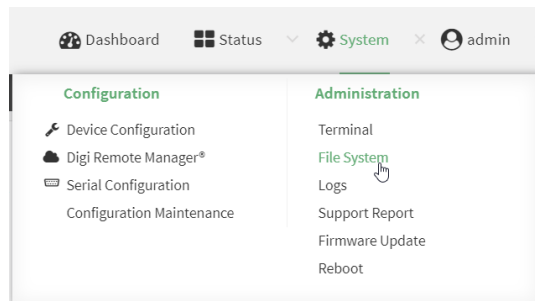 Dashboard Status System admin
Configuration
Device Configuration
Digi Remote Manager®
Serial Configuration
Configuration Maintenance
Administration
Terminal
File System
Logs
Support Report
Firmware Update
Reboot